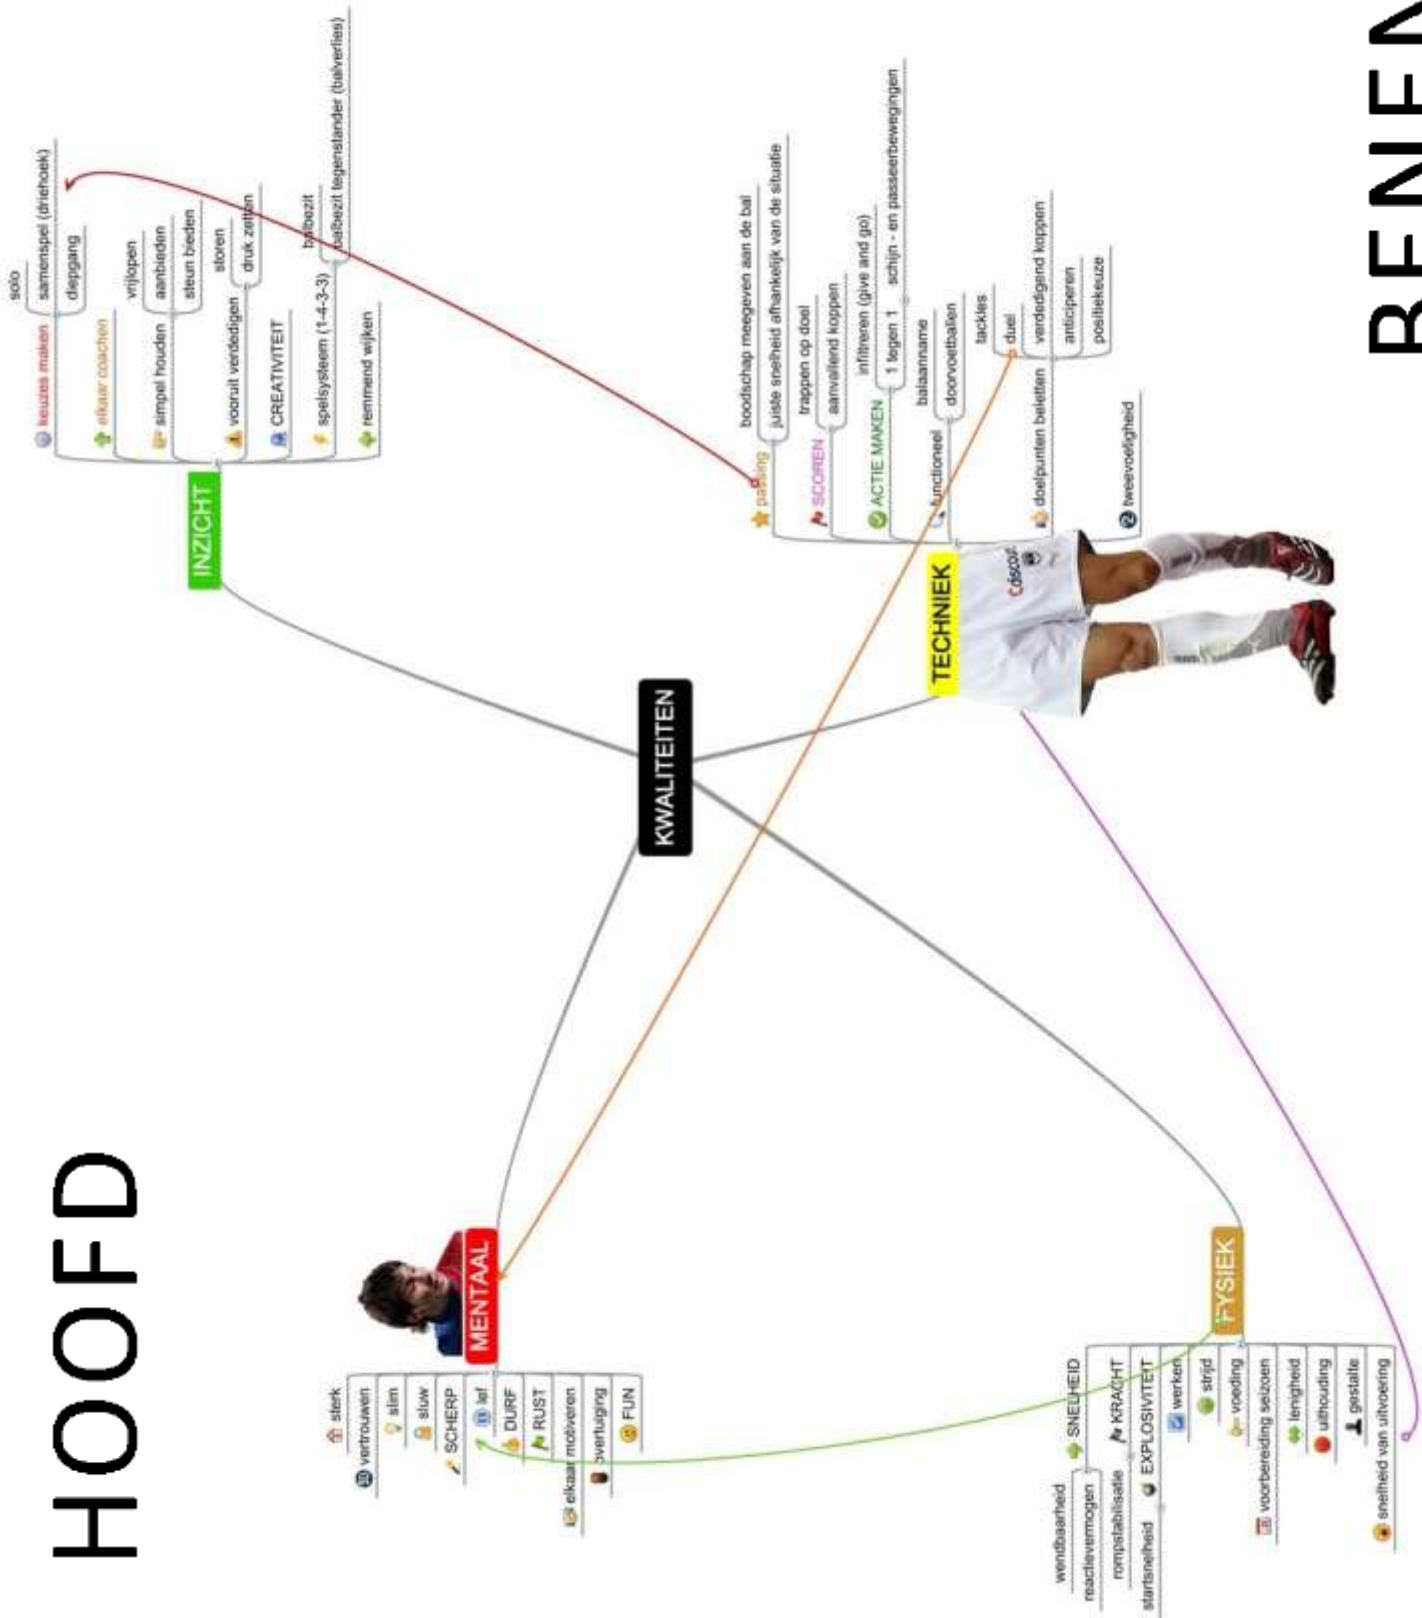 HOOFD
BENEN
KWALITEITEN
MENTAAL
sterk
vertrouwen
slim
sluw
SCHERP
lef
DURF
RUST
elkaar motiveren
overtuiging
FUN
INZICHT
keuzes maken
solo
samenspel (driehoek)
diepgang
elkaar coachen
simpel houden
vrijlopen
aanbieden
steun bieden
vooruit verdedigen
storen
druk zetten
CREATIVITEIT
spelsysteem (1-4-3-3)
balbezit
balbezit tegenstander (balverlies)
remmend wijken
FYSIEK
SNELHEID
wendbaarheid
reactievermogen
KRACHT
rompstabilisatie
EXPLOSIVITEIT
startsnelheid
werken
strijd
voeding
voorbereiding seizoen
lenigheid
uithouding
gestalte
snelheid van uitvoering
TECHNIEK
passing
boodschap meegeven aan de bal
juiste snelheid afhankelijk van de situatie
SCOREN
trappen op doel
aanvallend koppen
ACTIE MAKEN
infiltreren (give and go)
1 tegen 1 schijn - en passeerbewegingen
functioneel
balaanname
doorvoetballen
doelpunten beletten
tackles
duel
verdedigend koppen
anticiperen
positiekeuze
tweevoetigheid
Cdiscount